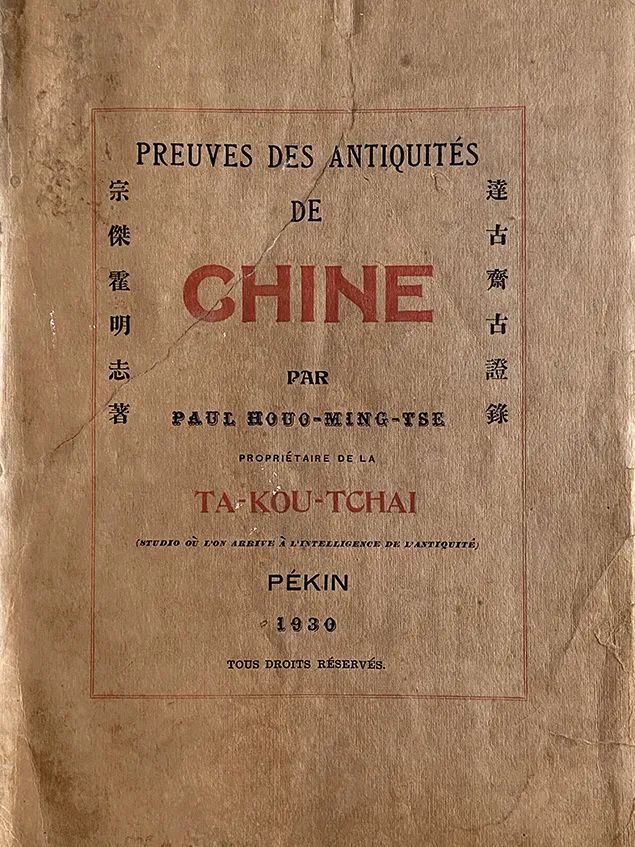 PREUVES DES ANTIQUITÉS
DE
CHINE
PAR
PAUL HOUO-MING-TSE
PROPRIÉTAIRE DE LA
TA-KOU-TCHAI
(STUDIO OÙ L'ON ARRIVE À L'INTELLIGENCE DE L'ANTIQUITÉ)
PÉKIN
1930
TOUS DROITS RÉSERVÉS.
達古齋古證錄
宗傑霍明志著